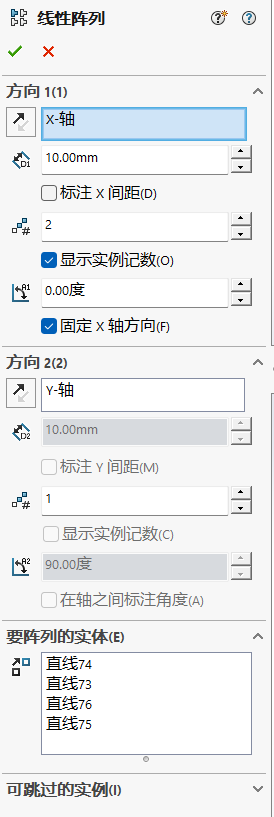 线性阵列
方向 1(1)
X-轴
D1
10.00mm
标注 X 间距(D)
#
2
显示实例记数(O)
A1
0.00度
固定 X 轴方向(F)
方向 2(2)
Y-轴
D2
10.00mm
标注 Y 间距(M)
#
1
显示实例记数(C)
A2
90.00度
在轴之间标注角度(A)
要阵列的实体(E)
直线74
直线73
直线76
直线75
可跳过的实例(I)